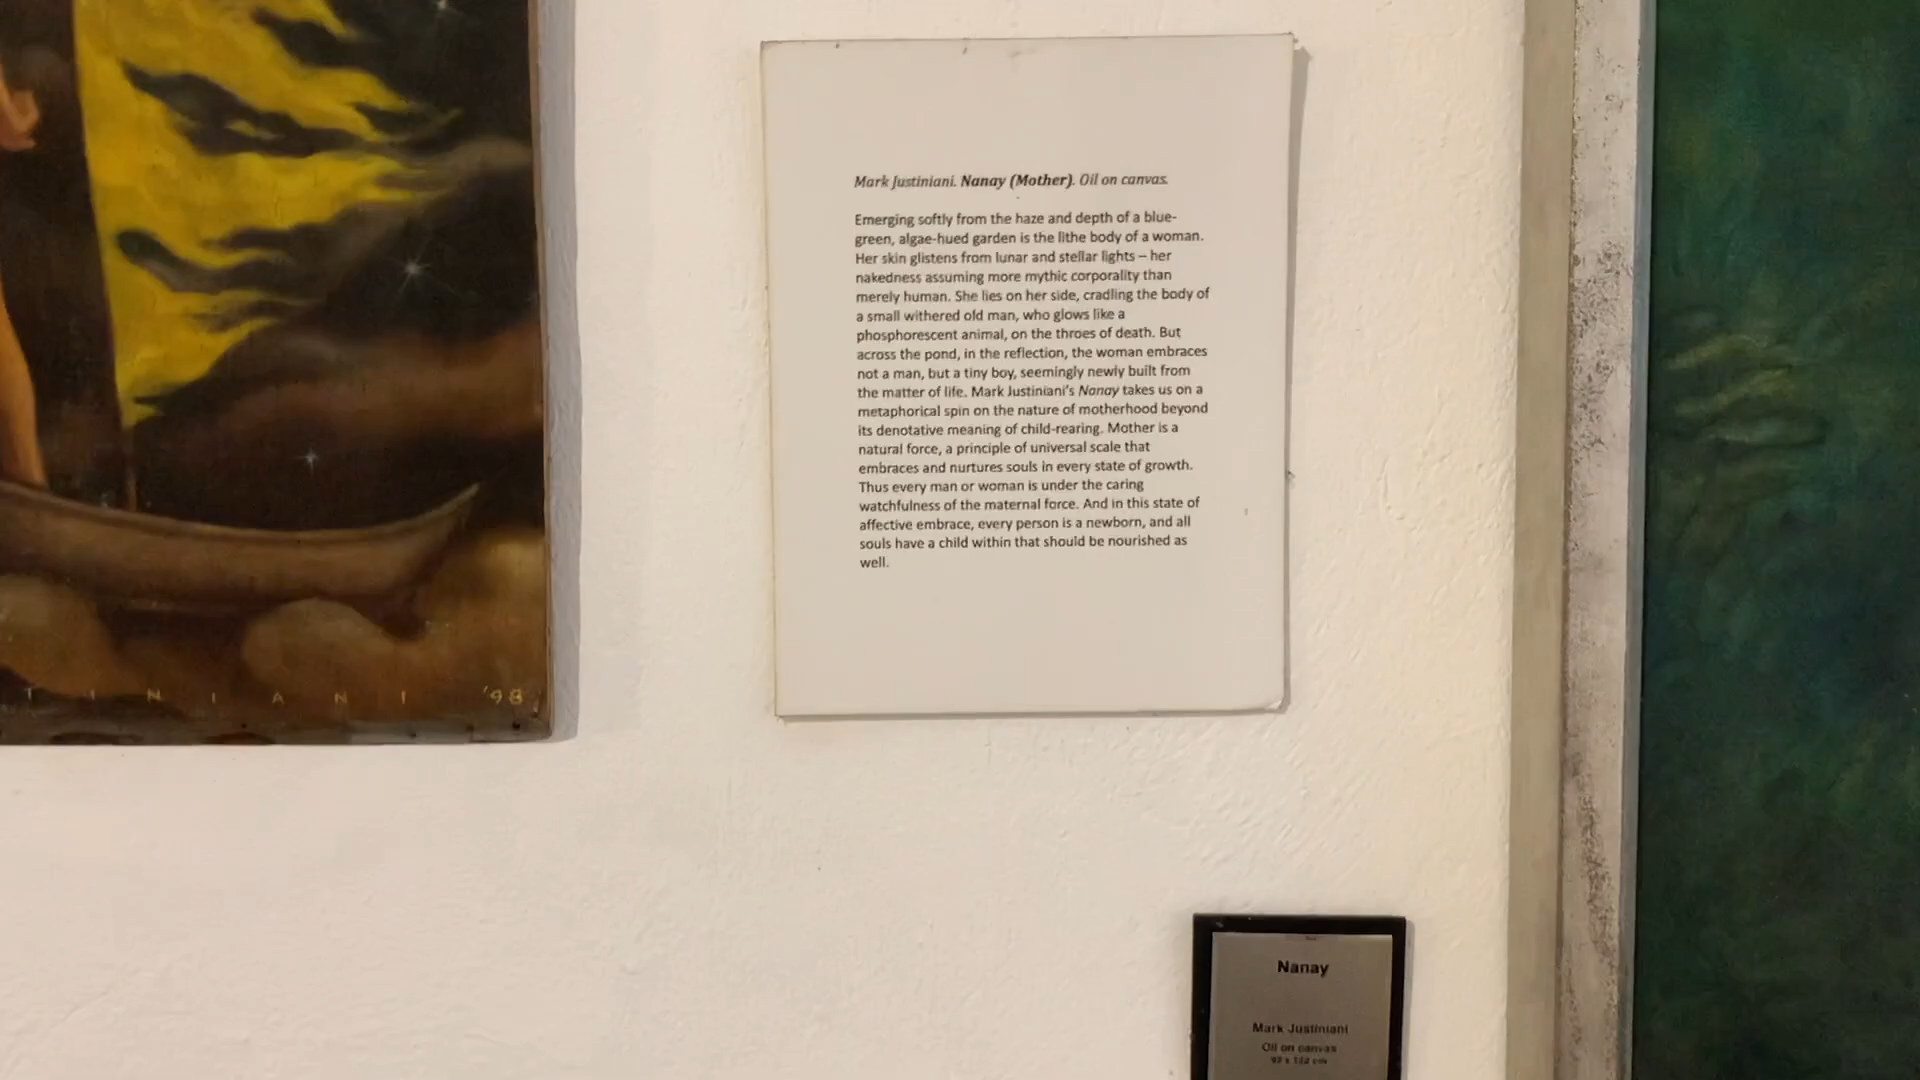 Mark Justiniani. Nanay (Mother). Oil on canvas.
Emerging softly from the haze and depth of a blue-
green, algae-hued garden is the lithe body of a woman.
Her skin glistens from lunar and stellar lights – her
nakedness assuming more mythic corporality than
merely human. She lies on her side, cradling the body of
a small withered old man, who glows like a
phosphorescent animal, on the throes of death. But
across the pond, in the reflection, the woman embraces
not a man, but a tiny boy, seemingly newly built from
the matter of life. Mark Justiniani's Nanay takes us on a
metaphorical spin on the nature of motherhood beyond
its denotative meaning of child-rearing. Mother is a
natural force, a principle of universal scale that
embraces and nurtures souls in every state of growth.
Thus every man or woman is under the caring
watchfulness of the maternal force. And in this state of
affective embrace, every person is a newborn, and all
souls have a child within that should be nourished as
well.
TINIANI '98
Nanay
Mark Justiniani
Oil on canvas